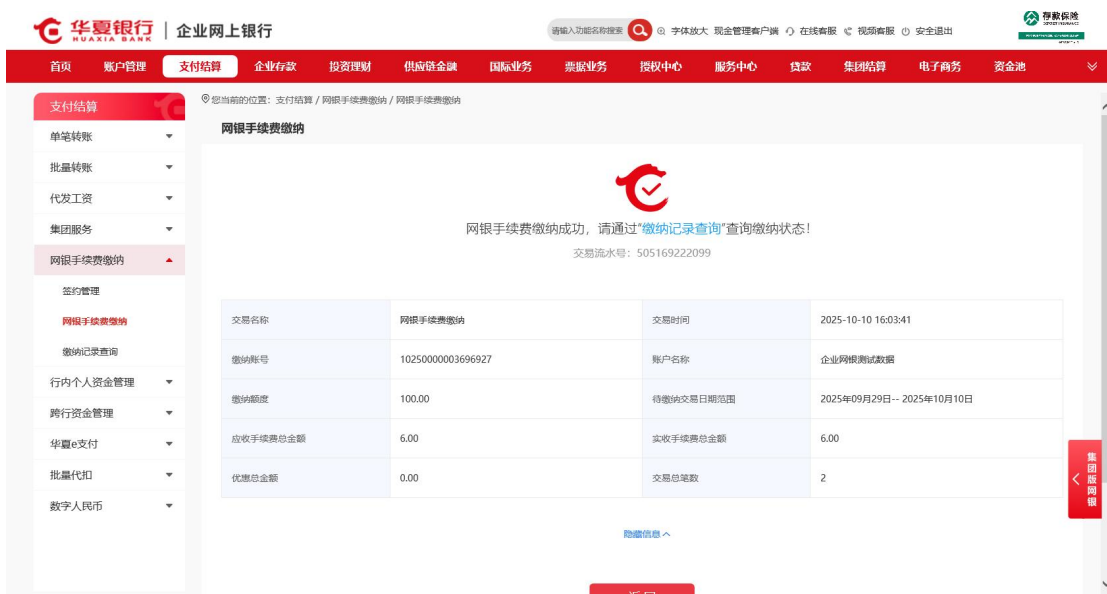 华夏银行 HUAXIA BANK 企业网上银行
请输入功能名称搜索 字体放大 现金管理客户端 在线客服 视频客服 安全退出
存款保险
首页 账户管理 支付结算 企业存款 投资理财 供应链金融 国际业务 票据业务 授权中心 服务中心 贷款 集团结算 电子商务 资金池
支付结算
单笔转账
批量转账
代发工资
集团服务
网银手续费缴纳
签约管理
网银手续费缴纳
缴纳记录查询
行内个人资金管理
跨行资金管理
华夏e支付
批量代扣
数字人民币
您当前的位置：支付结算 / 网银手续费缴纳 / 网银手续费缴纳
网银手续费缴纳
网银手续费缴纳成功，请通过“缴纳记录查询”查询缴纳状态！
交易流水号：505169222099
交易名称 网银手续费缴纳 交易时间 2025-10-10 16:03:41
缴纳账号 10250000003696927 账户名称 企业网银测试数据
缴纳额度 100.00 待缴纳交易日期范围 2025年09月29日-- 2025年10月10日
应收手续费总金额 6.00 实收手续费总金额 6.00
优惠总金额 0.00 交易总笔数 2
隐藏信息
返回
集团版网银